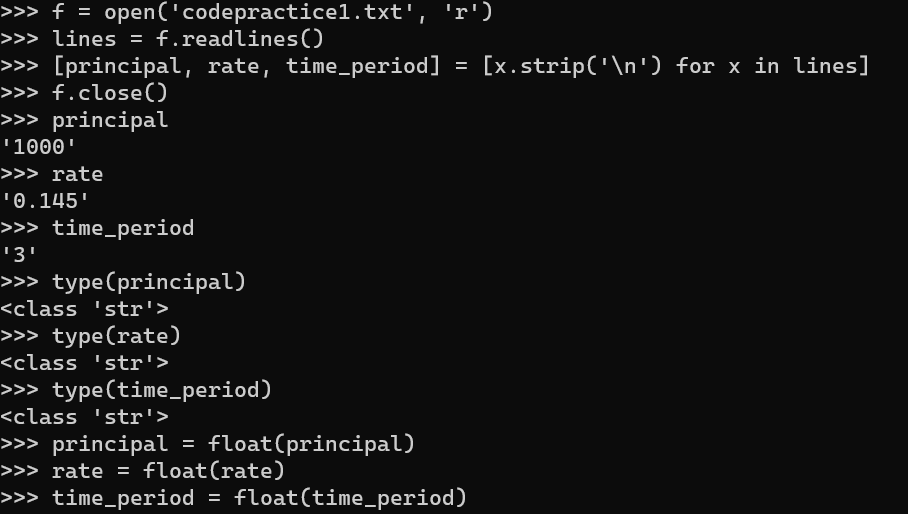 >>> f = open('codepractice1.txt', 'r')
>>> lines = f.readlines()
>>> [principal, rate, time_period] = [x.strip('\n') for x in lines]
>>> f.close()
>>> principal
'1000'
>>> rate
'0.145'
>>> time_period
'3'
>>> type(principal)
<class 'str'>
>>> type(rate)
<class 'str'>
>>> type(time_period)
<class 'str'>
>>> principal = float(principal)
>>> rate = float(rate)
>>> time_period = float(time_period)